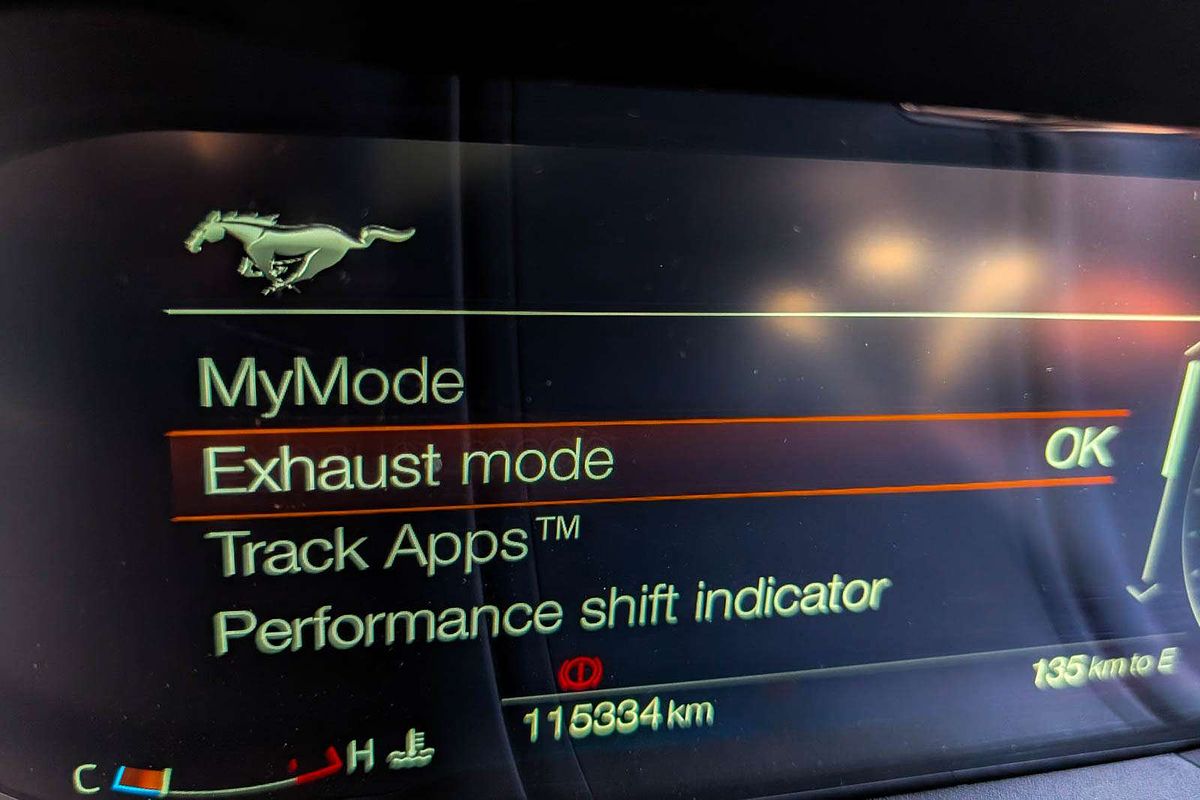 MyMode
Exhaust mode OK
Track Apps™
Performance shift indicator
115334 km
135 km to E
C H